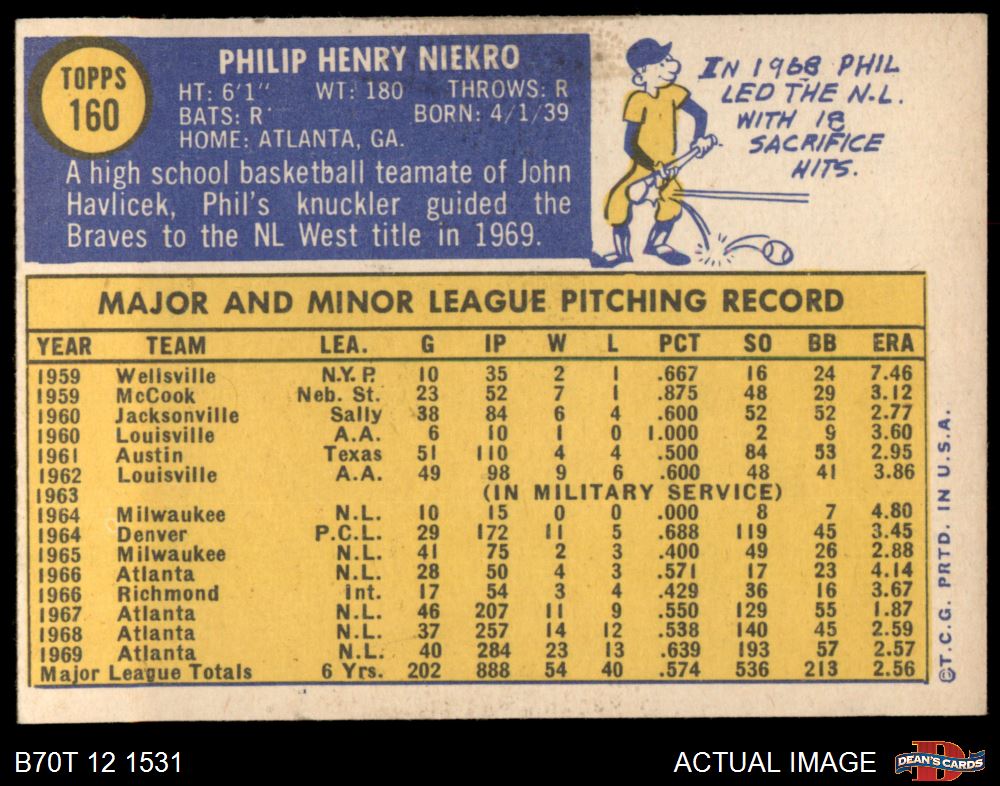 TOPPS
160
PHILIP HENRY NIEKRO
HT: 6'1" WT: 180 THROWS: R
BATS: R BORN: 4/1/39
HOME: ATLANTA, GA.
A high school basketball teamate of John
Havlicek, Phil's knuckler guided the
Braves to the NL West title in 1969.
IN 1968 PHIL
LED THE N.L.
WITH 18
SACRIFICE
HITS.
MAJOR AND MINOR LEAGUE PITCHING RECORD
YEAR TEAM LEA. G IP W L PCT SO BB ERA
1959 Wellsville N.Y.P. 10 35 2 1 .667 16 24 7.46
1959 McCook Neb. St. 23 52 7 1 .875 48 29 3.12
1960 Jacksonville Sally 38 84 6 4 .600 52 52 2.77
1960 Louisville A.A. 6 10 1 0 1.000 2 9 3.60
1961 Austin Texas 51 110 4 4 .500 84 53 2.95
1962 Louisville A.A. 49 98 9 6 .600 48 41 3.86
1963 (IN MILITARY SERVICE)
1964 Milwaukee N.L. 10 15 0 0 .000 8 7 4.80
1964 Denver P.C.L. 29 172 11 5 .688 119 45 3.45
1965 Milwaukee N.L. 41 75 2 3 .400 49 26 2.88
1966 Atlanta N.L. 28 50 4 3 .571 17 23 4.14
1966 Richmond Int. 17 54 3 4 .429 36 16 3.67
1967 Atlanta N.L. 46 207 11 9 .550 129 55 1.87
1968 Atlanta N.L. 37 257 14 12 .538 140 45 2.59
1969 Atlanta N.L. 40 284 23 13 .639 193 57 2.57
Major League Totals 6 Yrs. 202 888 54 40 .574 536 213 2.56
©T.C.G. PRTD. IN U.S.A.
B70T 12 1531
ACTUAL IMAGE
D
DEAN'S CARDS